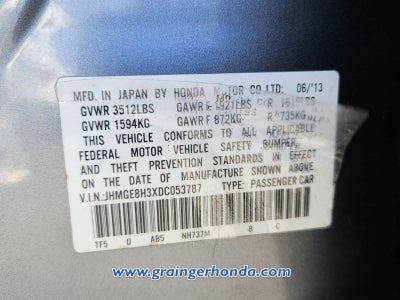 MFD. IN JAPAN BY HONDA MOTOR CO.,LTD. 06/'13
GVWR 3512LBS GAWR F
GVWR 1594KG GAWR F 872KG R 735KG
THIS VEHICLE CONFORMS TO ALL APPLICABLE
FEDERAL MOTOR VEHICLE SAFETY, BUMPER,
AND THEFT PREVENTION STANDARDS IN EFFECT
ON THE DATE OF MANUFACTURE SHOWN ABOVE.
V.I.N.:JHMGE8H3XDC053787 TYPE: PASSENGER CAR
TF5 D AB5 NH737M B C
www.graingerhonda.com